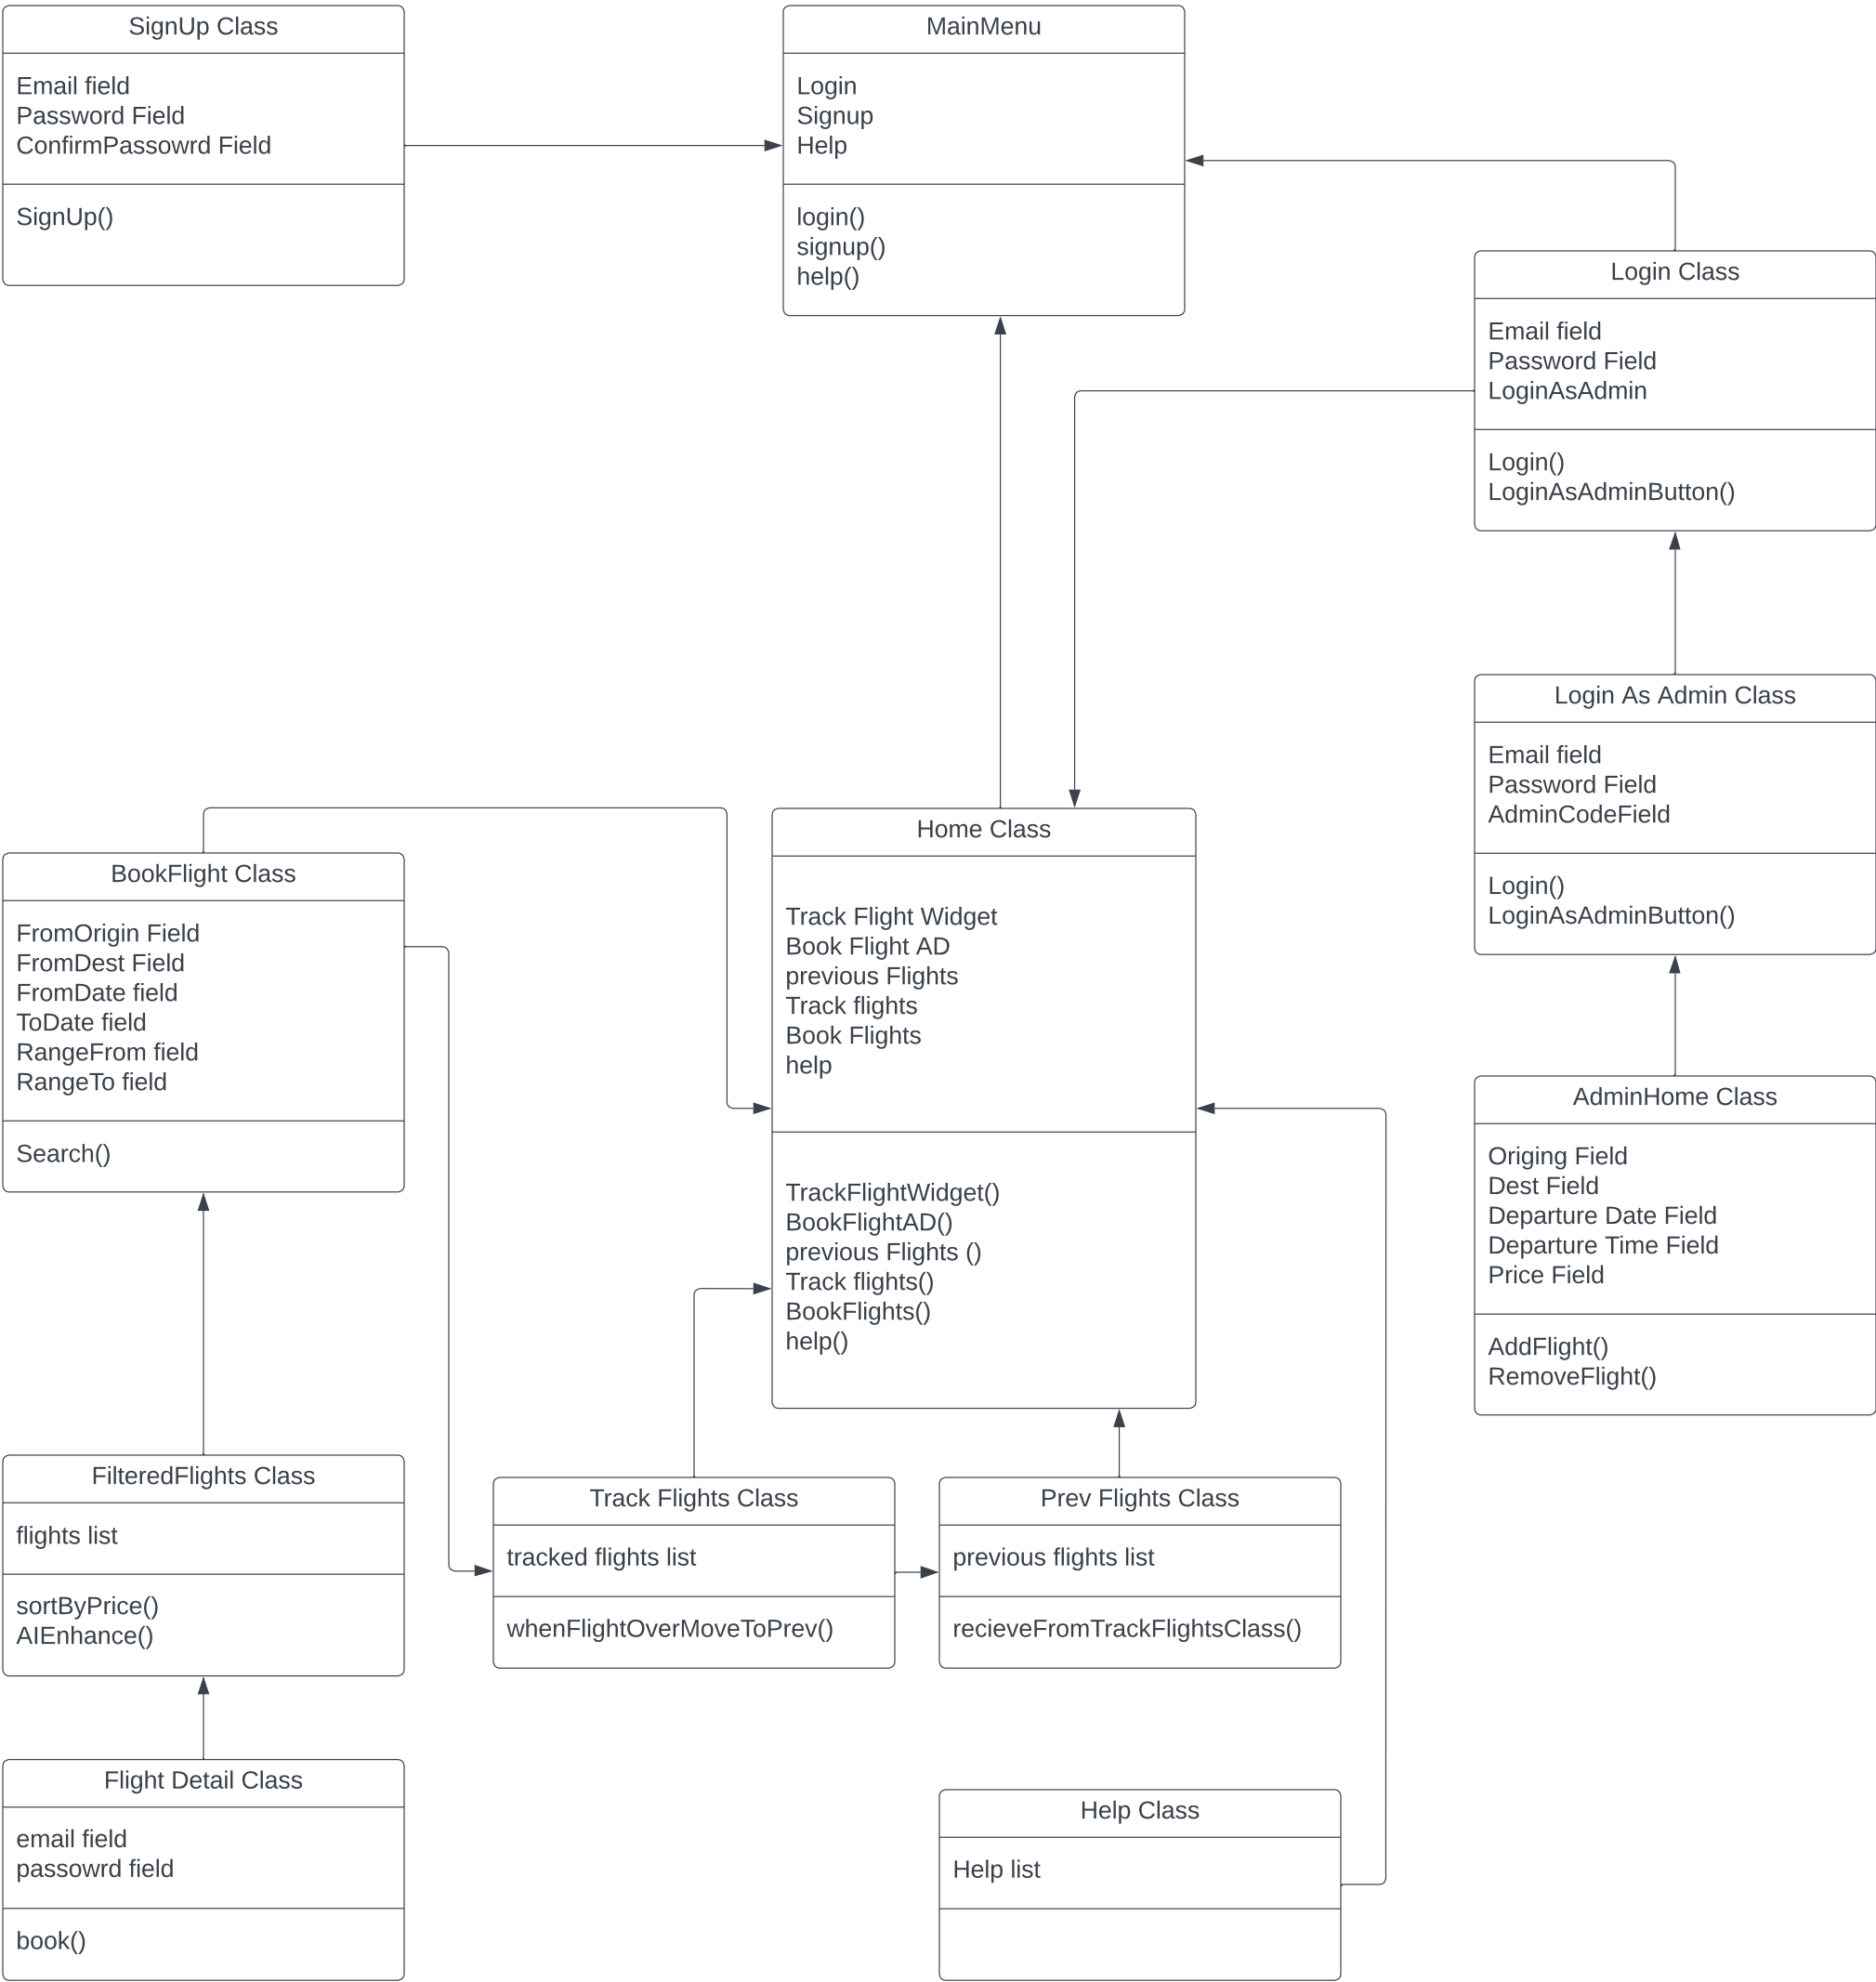 SignUp Class
Email field
Password Field
ConfirmPassowrd Field
SignUp()
MainMenu
Login
Signup
Help
login()
signup()
help()
Login Class
Email field
Password Field
LoginAsAdmin
Login()
LoginAsAdminButton()
Login As Admin Class
Email field
Password Field
AdminCodeField
Login()
LoginAsAdminButton()
BookFlight Class
FromOrigin Field
FromDest Field
FromDate field
ToDate field
RangeFrom field
RangeTo field
Search()
Home Class
Track Flight Widget
Book Flight AD
previous Flights
Track flights
Book Flights
help
TrackFlightWidget()
BookFlightAD()
previous Flights ()
Track flights()
BookFlights()
help()
AdminHome Class
Origing Field
Dest Field
Departure Date Field
Departure Time Field
Price Field
AddFlight()
RemoveFlight()
FilteredFlights Class
flights list
sortByPrice()
AIEnhance()
Track Flights Class
tracked flights list
whenFlightOverMoveToPrev()
Prev Flights Class
previous flights list
recieveFromTrackFlightsClass()
Flight Detail Class
email field
passowrd field
book()
Help Class
Help list